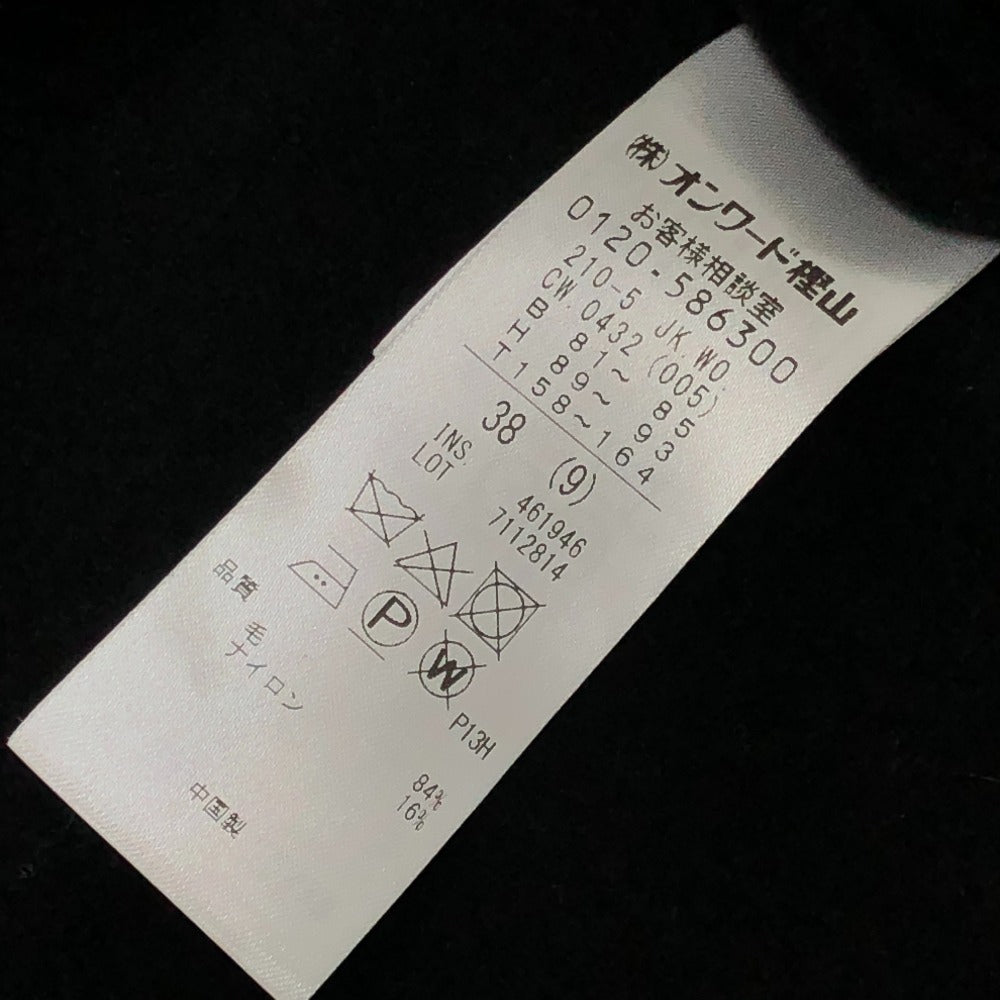 ㈱オンワード樫山
お客様相談室
0120-586300
210-5 JK.WO.
CW.0432 (005)
B 81～ 85
H 89～ 93
T158～164
38 (9)
INS. 461946
LOT 7112814
P
W
P13H
品質 毛 84%
ナイロン 16%
中国製